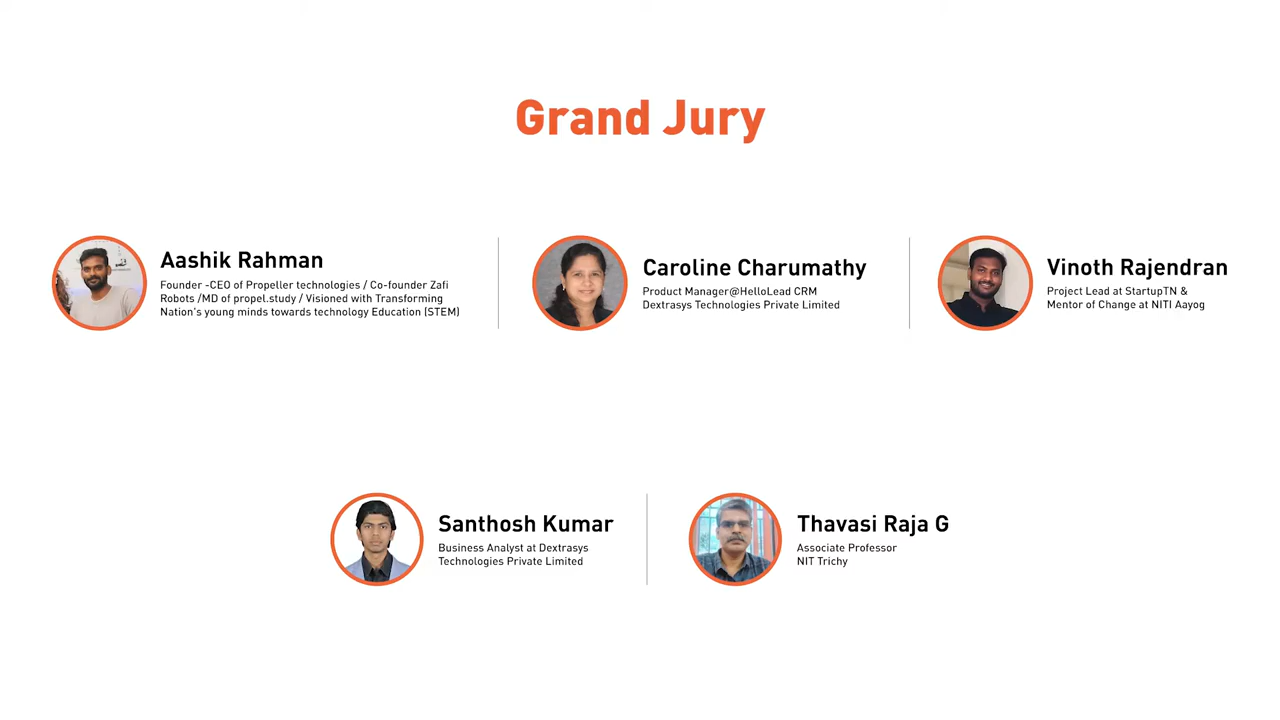 Grand Jury
Aashik Rahman
Founder -CEO of Propeller technologies / Co-founder Zafi
Robots /MD of propel.study / Visioned with Transforming
Nation's young minds towards technology Education (STEM)
Caroline Charumathy
Product Manager@HelloLead CRM
Dextrasys Technologies Private Limited
Vinoth Rajendran
Project Lead at StartupTN &
Mentor of Change at NITI Aayog
Santhosh Kumar
Business Analyst at Dextrasys
Technologies Private Limited
Thavasi Raja G
Associate Professor
NIT Trichy